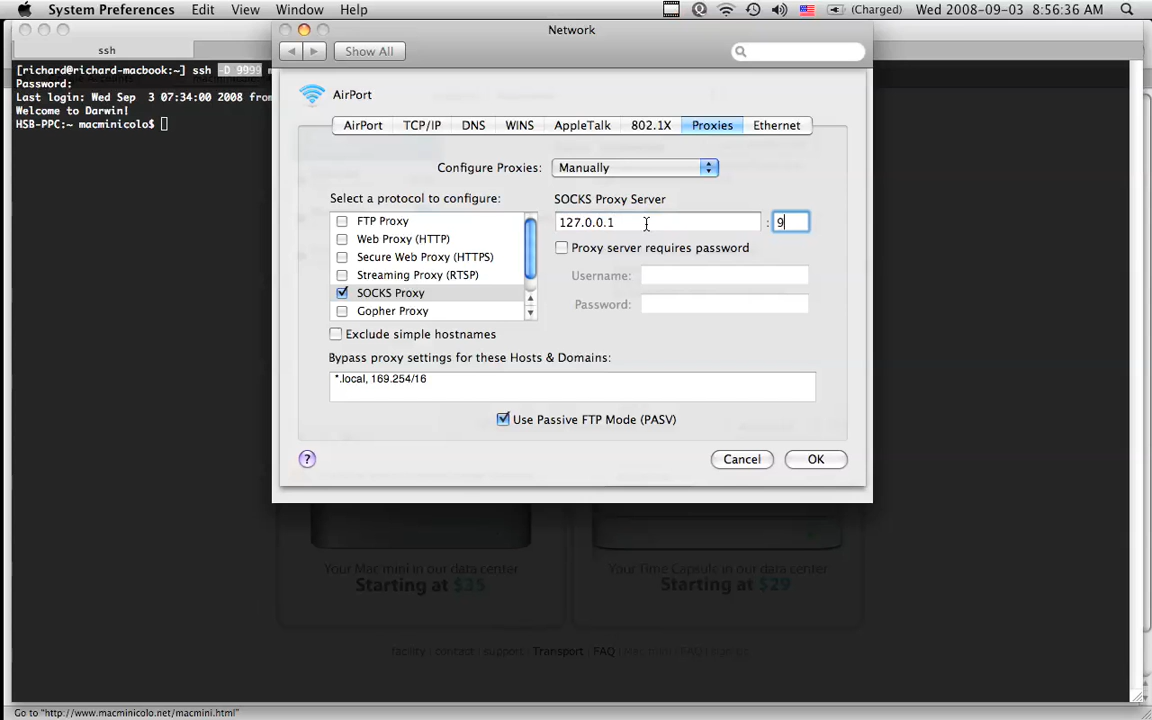 System Preferences Edit View Window Help (Charged) Wed 2008-09-03 8:56:36 AM
ssh
[richard@richard-macbook:~] ssh -D 9999
Password:
Last login: Wed Sep 3 07:34:00 2008 from
Welcome to Darwin!
HSB-PPC:~ macminicolo$
Network
Show All
AirPort
AirPort TCP/IP DNS WINS AppleTalk 802.1X Proxies Ethernet
Configure Proxies: Manually
Select a protocol to configure:
FTP Proxy
Web Proxy (HTTP)
Secure Web Proxy (HTTPS)
Streaming Proxy (RTSP)
SOCKS Proxy
Gopher Proxy
SOCKS Proxy Server
127.0.0.1 : 9
Proxy server requires password
Username:
Password:
Exclude simple hostnames
Bypass proxy settings for these Hosts & Domains:
*.local, 169.254/16
Use Passive FTP Mode (PASV)
? Cancel OK
Your Mac mini in our data center
Starting at $35
Your Time Capsule in our data center
Starting at $29
facility / contact / support / Transport / FAQ /
Go to "http://www.macminicolo.net/macmini.html"